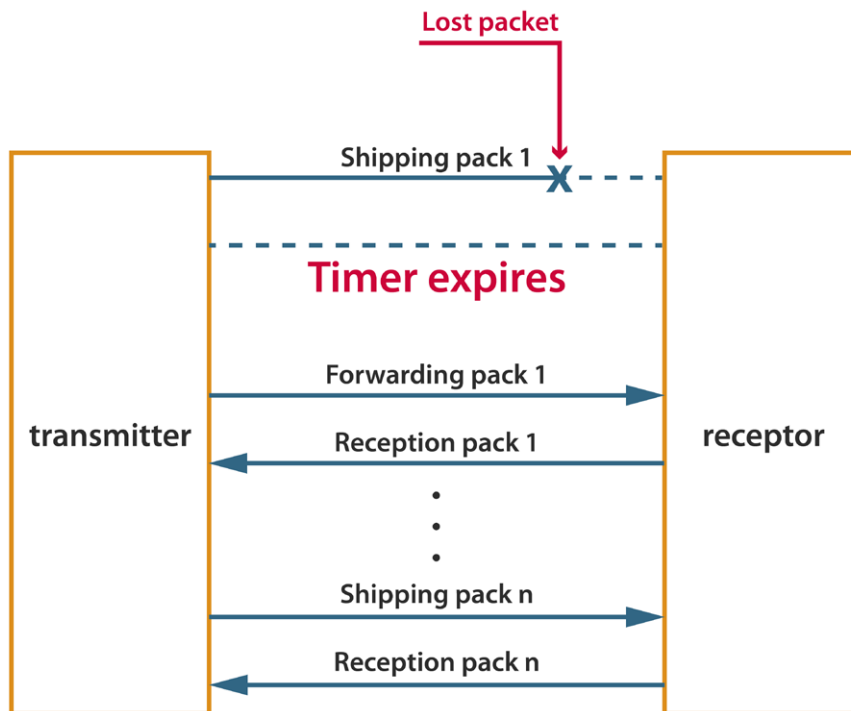 Lost packet
Shipping pack 1
X
Timer expires
Forwarding pack 1
transmitter
Reception pack 1
receptor
Shipping pack n
Reception pack n